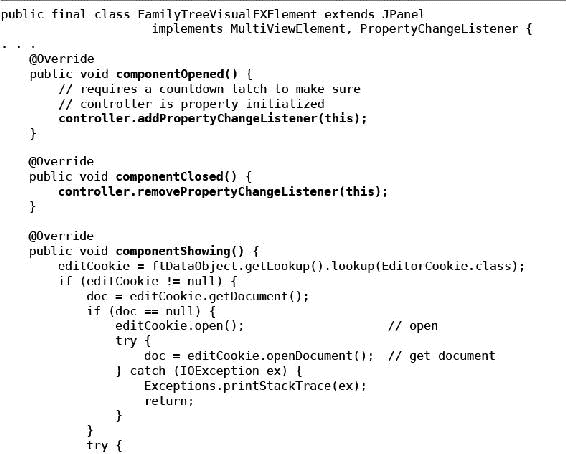 public final class FamilyTreeVisualFXElement extends JPanel
                     implements MultiViewElement, PropertyChangeListener {
. . .
    @Override
    public void componentOpened() {
        // requires a countdown latch to make sure
        // controller is properly initialized
        controller.addPropertyChangeListener(this);
    }

    @Override
    public void componentClosed() {
        controller.removePropertyChangeListener(this);
    }

    @Override
    public void componentShowing() {
        editCookie = ftDataObject.getLookup().lookup(EditorCookie.class);
        if (editCookie != null) {
            doc = editCookie.getDocument();
            if (doc == null) {
                editCookie.open();                    // open
                try {
                    doc = editCookie.openDocument();  // get document
                } catch (IOException ex) {
                    Exceptions.printStackTrace(ex);
                    return;
                }
            }
            try {